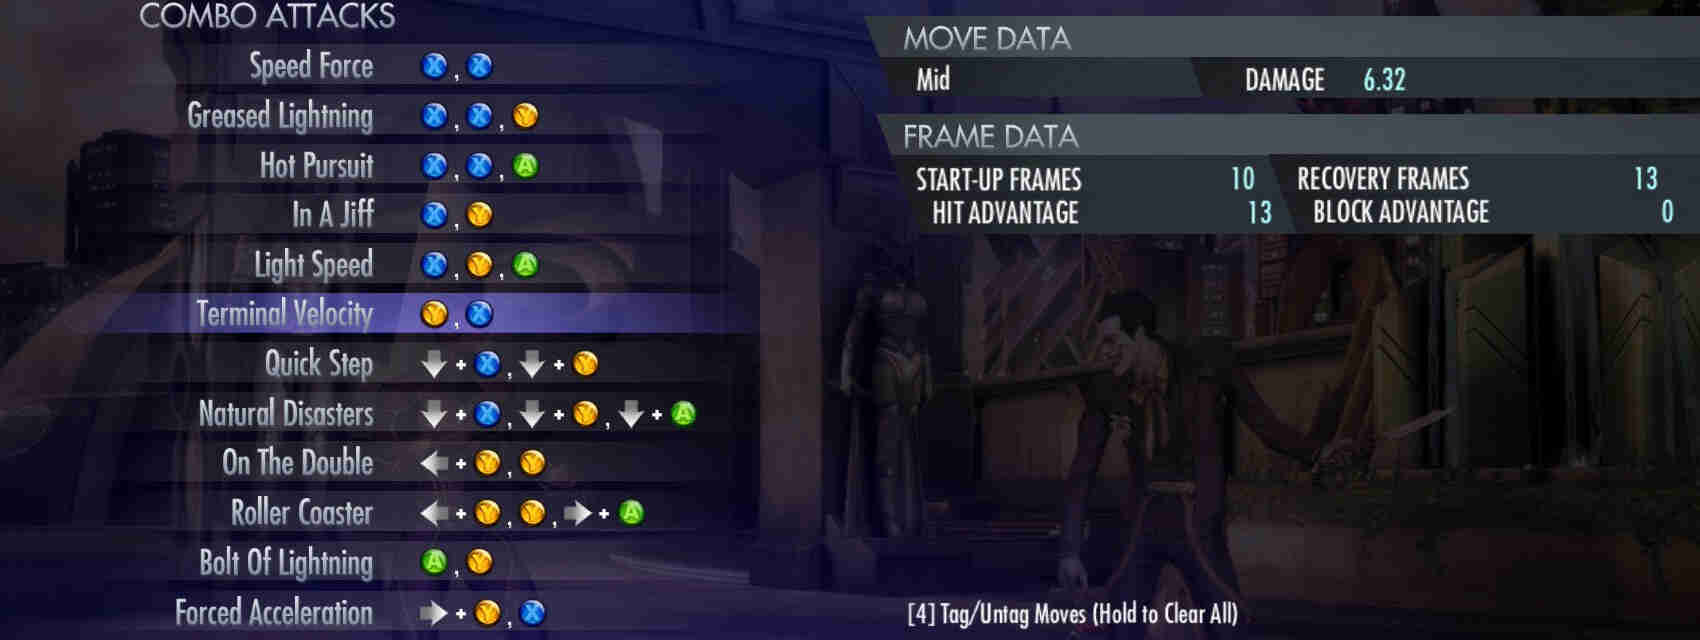 COMBO ATTACKS
Speed Force X , X
Greased Lightning X , X , Y
Hot Pursuit X , X , A
In A Jiff X , Y
Light Speed X , Y , A
Terminal Velocity Y , X
Quick Step + X , + Y
Natural Disasters + X , + Y , + A
On The Double + Y , Y
Roller Coaster + Y , Y , + A
Bolt Of Lightning A , Y
Forced Acceleration + Y , X
MOVE DATA
Mid DAMAGE 6.32
FRAME DATA
START-UP FRAMES 10 RECOVERY FRAMES 13
HIT ADVANTAGE 13 BLOCK ADVANTAGE 0
[4] Tag/Untag Moves (Hold to Clear All)